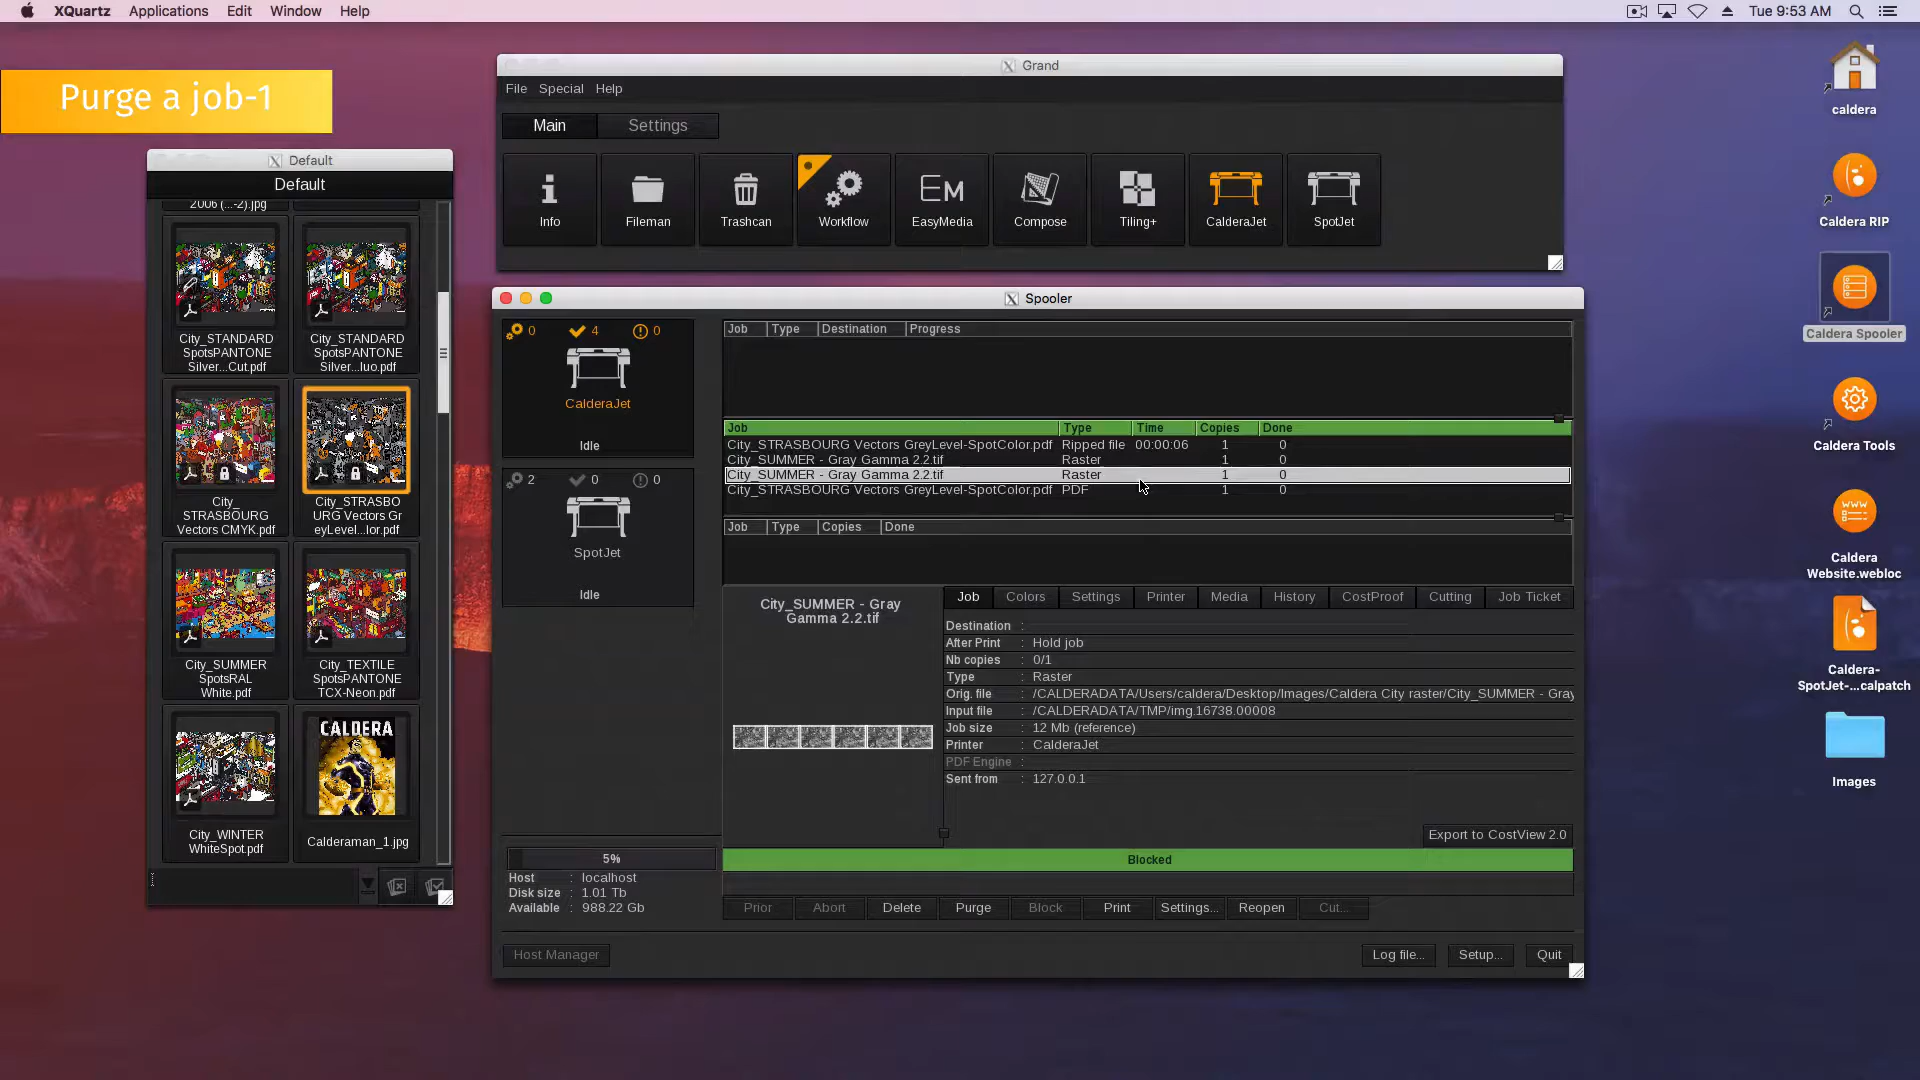 XQuartz Applications Edit Window Help
Tue 9:53 AM
Purge a job-1
Grand
File Special Help
Main Settings
Info Fileman Trashcan Workflow EasyMedia Compose Tiling+ CalderaJet SpotJet
EM
Default
Default
2006 (...-2).jpg
City_STANDARD
SpotsPANTONE
Silver...Cut.pdf
City_STANDARD
SpotsPANTONE
Silver...luo.pdf
City_
STRASBOURG
Vectors CMYK.pdf
City_STRASBO
URG Vectors Gr
eyLevel...lor.pdf
City_SUMMER
SpotsRAL
White.pdf
City_TEXTILE
SpotsPANTONE
TCX-Neon.pdf
City_WINTER
WhiteSpot.pdf
CALDERA
Calderaman_1.jpg
Spooler
0 4 0
CalderaJet
Idle
2 0 0
SpotJet
Idle
Job Type Destination Progress
Job Type Time Copies Done
City_STRASBOURG Vectors GreyLevel-SpotColor.pdf Ripped file 00:00:06 1 0
City_SUMMER - Gray Gamma 2.2.tif Raster 1 0
City_SUMMER - Gray Gamma 2.2.tif Raster 1 0
City_STRASBOURG Vectors GreyLevel-SpotColor.pdf PDF 1 0
Job Type Copies Done
City_SUMMER - Gray
Gamma 2.2.tif
Job Colors Settings Printer Media History CostProof Cutting Job Ticket
Destination :
After Print : Hold job
Nb copies : 0/1
Type : Raster
Orig. file : /CALDERADATA/Users/caldera/Desktop/Images/Caldera City raster/City_SUMMER - Gray
Input file : /CALDERADATA/TMP/img.16738.00008
Job size : 12 Mb (reference)
Printer : CalderaJet
PDF Engine :
Sent from : 127.0.0.1
Export to CostView 2.0
5%
Host : localhost
Disk size : 1.01 Tb
Available : 988.22 Gb
Blocked
Prior Abort Delete Purge Block Print Settings... Reopen Cut...
Host Manager
Log file... Setup... Quit
caldera
Caldera RIP
Caldera Spooler
Caldera Tools
WWW
Caldera
Website.webloc
Caldera-
SpotJet-...calpatch
Images